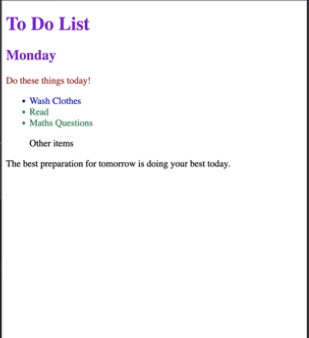 To Do List
Monday
Do these things today!
• Wash Clothes
• Read
• Maths Questions
Other items
The best preparation for tomorrow is doing your best today.